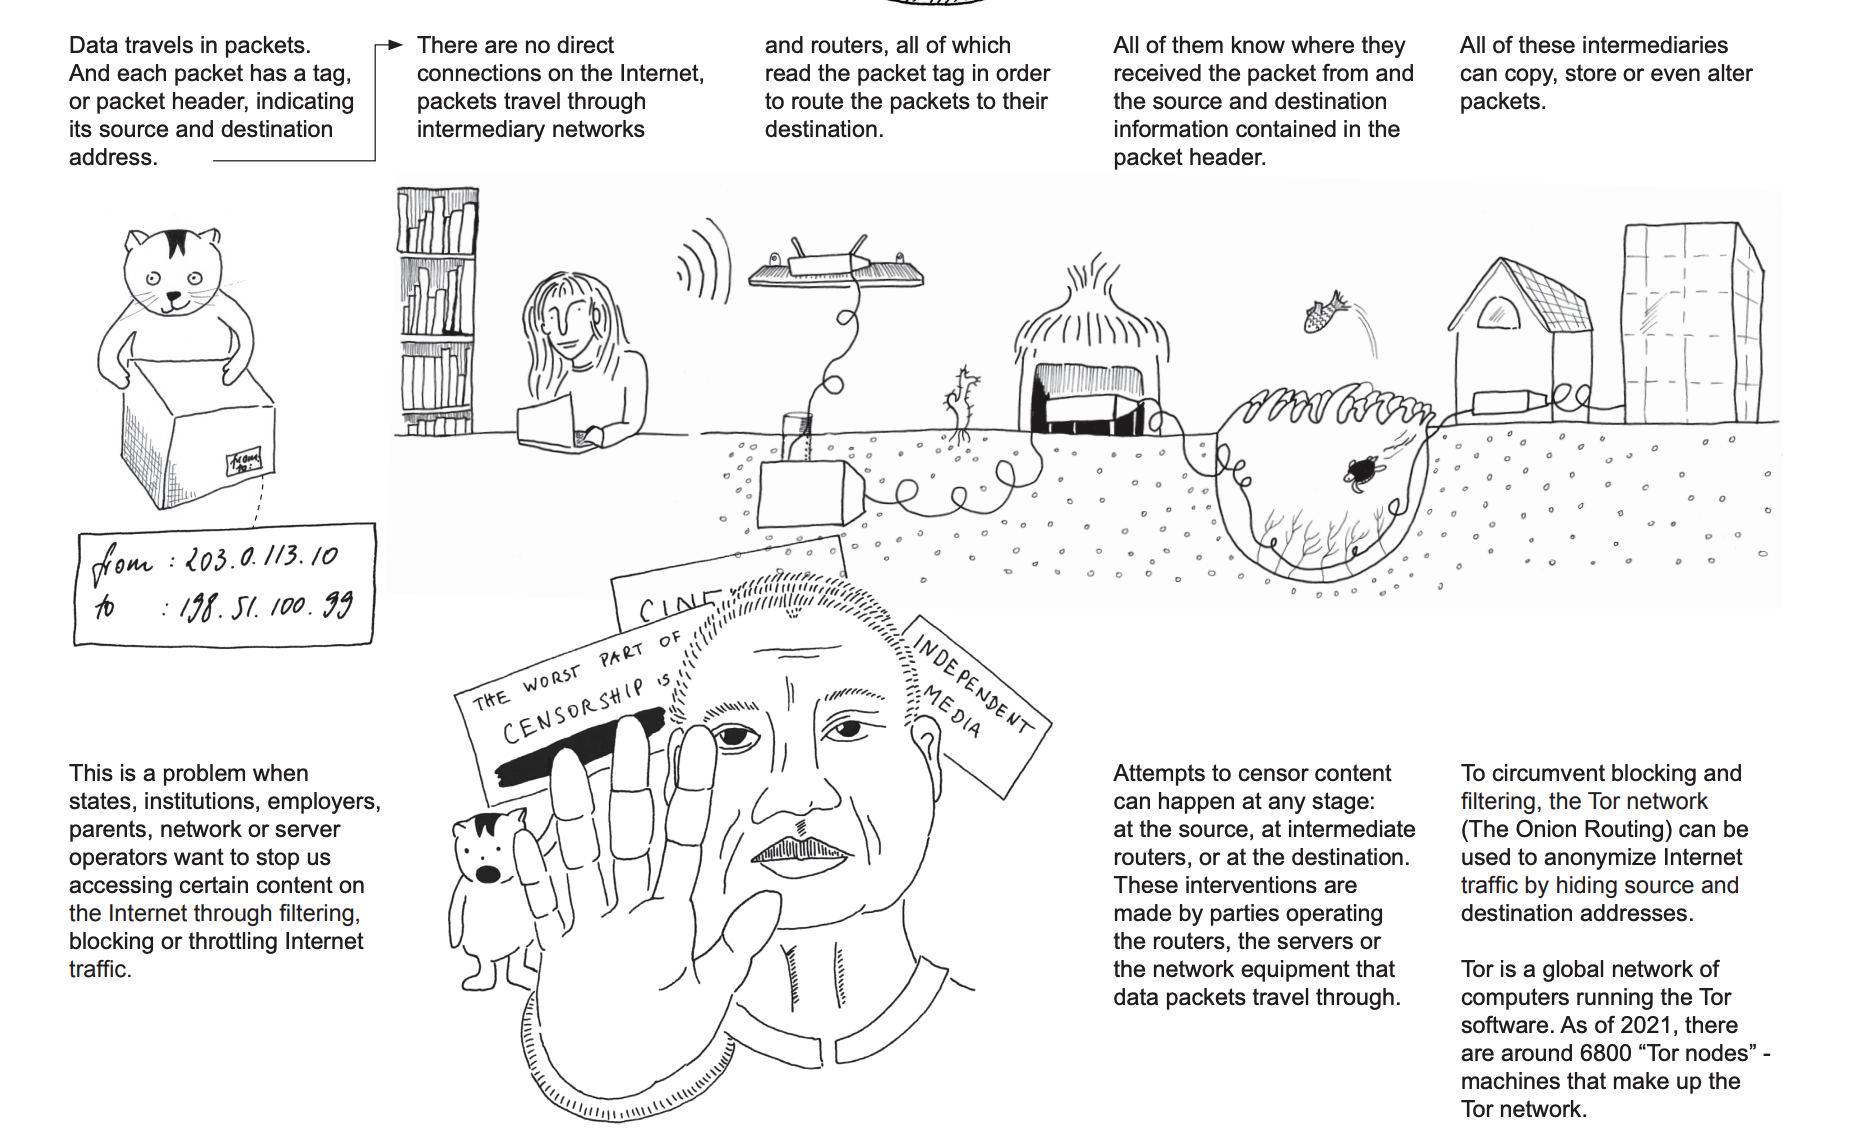 Data travels in packets.
And each packet has a tag,
or packet header, indicating
its source and destination
address.
There are no direct
connections on the Internet,
packets travel through
intermediary networks
and routers, all of which
read the packet tag in order
to route the packets to their
destination.
All of them know where they
received the packet from and
the source and destination
information contained in the
packet header.
All of these intermediaries
can copy, store or even alter
packets.
from:
to:
from : 203.0.113.10
to : 198.51.100.99
THE WORST PART OF
CENSORSHIP IS
INDEPENDENT
MEDIA
This is a problem when
states, institutions, employers,
parents, network or server
operators want to stop us
accessing certain content on
the Internet through filtering,
blocking or throttling Internet
traffic.
Attempts to censor content
can happen at any stage:
at the source, at intermediate
routers, or at the destination.
These interventions are
made by parties operating
the routers, the servers or
the network equipment that
data packets travel through.
To circumvent blocking and
filtering, the Tor network
(The Onion Routing) can be
used to anonymize Internet
traffic by hiding source and
destination addresses.
Tor is a global network of
computers running the Tor
software. As of 2021, there
are around 6800 “Tor nodes” -
machines that make up the
Tor network.